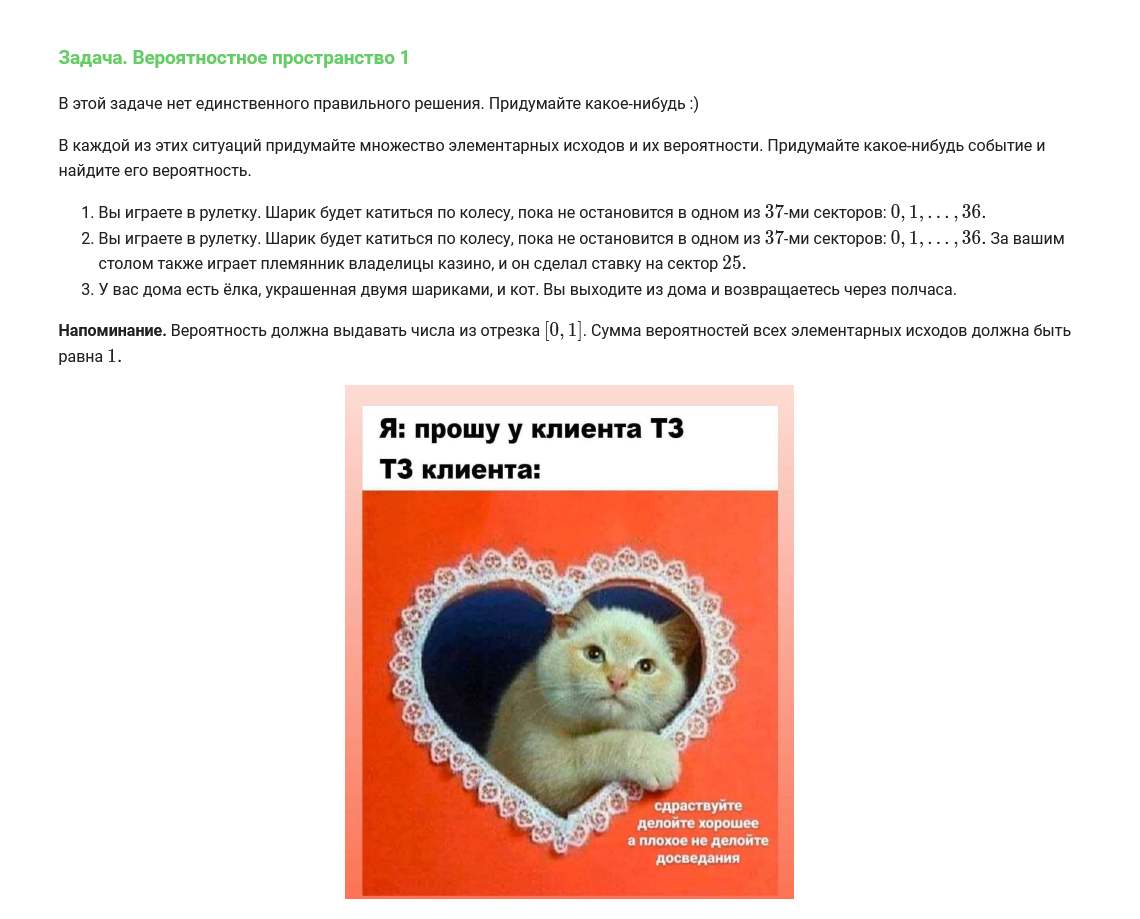 Задача. Вероятностное пространство 1
В этой задаче нет единственного правильного решения. Придумайте какое-нибудь :)
В каждой из этих ситуаций придумайте множество элементарных исходов и их вероятности. Придумайте какое-нибудь событие и
найдите его вероятность.
1. Вы играете в рулетку. Шарик будет катиться по колесу, пока не остановится в одном из 37-ми секторов: 0, 1, . . . , 36.
2. Вы играете в рулетку. Шарик будет катиться по колесу, пока не остановится в одном из 37-ми секторов: 0, 1, . . . , 36. За вашим
столом также играет племянник владелицы казино, и он сделал ставку на сектор 25.
3. У вас дома есть ёлка, украшенная двумя шариками, и кот. Вы выходите из дома и возвращаетесь через полчаса.
Напоминание. Вероятность должна выдавать числа из отрезка [0, 1]. Сумма вероятностей всех элементарных исходов должна быть
равна 1.
Я: прошу у клиента ТЗ
ТЗ клиента:
сдраствуйте
делойте хорошее
а плохое не делойте
досведания